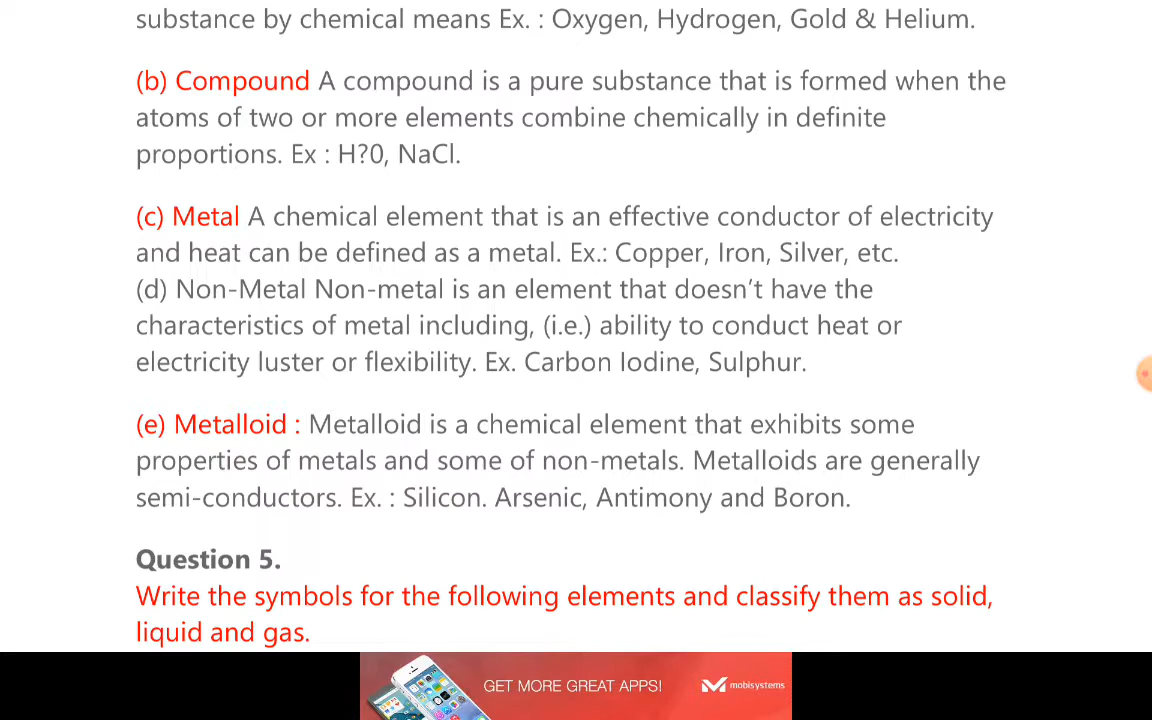 substance by chemical means Ex. : Oxygen, Hydrogen, Gold & Helium.
(b) Compound A compound is a pure substance that is formed when the
atoms of two or more elements combine chemically in definite
proportions. Ex : H?0, NaCl.
(c) Metal A chemical element that is an effective conductor of electricity
and heat can be defined as a metal. Ex.: Copper, Iron, Silver, etc.
(d) Non-Metal Non-metal is an element that doesn’t have the
characteristics of metal including, (i.e.) ability to conduct heat or
electricity luster or flexibility. Ex. Carbon Iodine, Sulphur.
(e) Metalloid : Metalloid is a chemical element that exhibits some
properties of metals and some of non-metals. Metalloids are generally
semi-conductors. Ex. : Silicon. Arsenic, Antimony and Boron.
Question 5.
Write the symbols for the following elements and classify them as solid,
liquid and gas.
GET MORE GREAT APPS! mobisystems